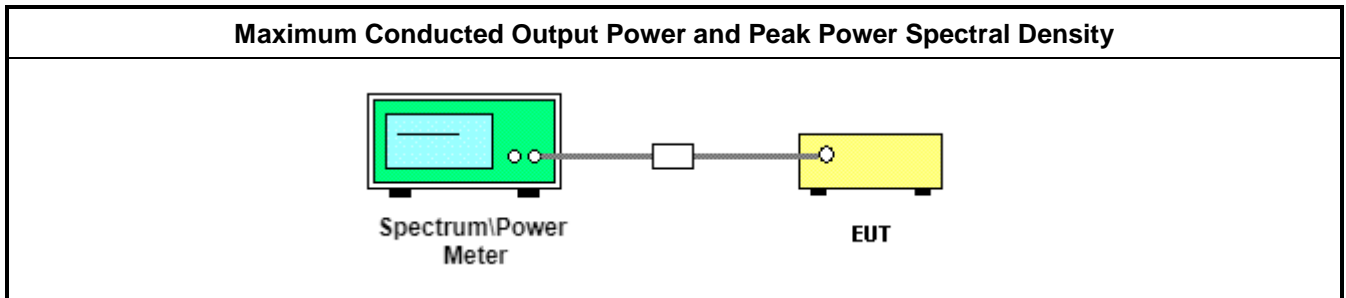 Maximum Conducted Output Power and Peak Power Spectral Density
Spectrum\Power
Meter
EUT